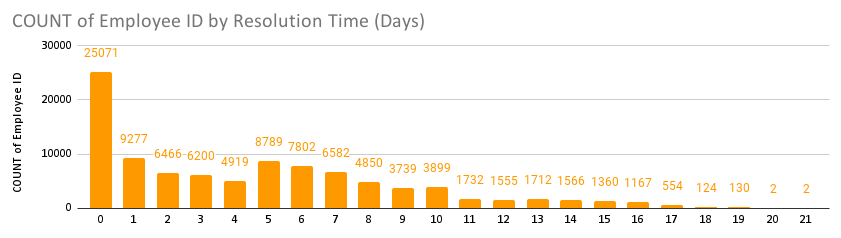 COUNT of Employee ID by Resolution Time (Days)
COUNT of Employee ID
30000
20000
10000
0
25071 9277 6466 6200 4919 8789 7802 6582 4850 3739 3899 1732 1555 1712 1566 1360 1167 554 124 130 2 2
0 1 2 3 4 5 6 7 8 9 10 11 12 13 14 15 16 17 18 19 20 21